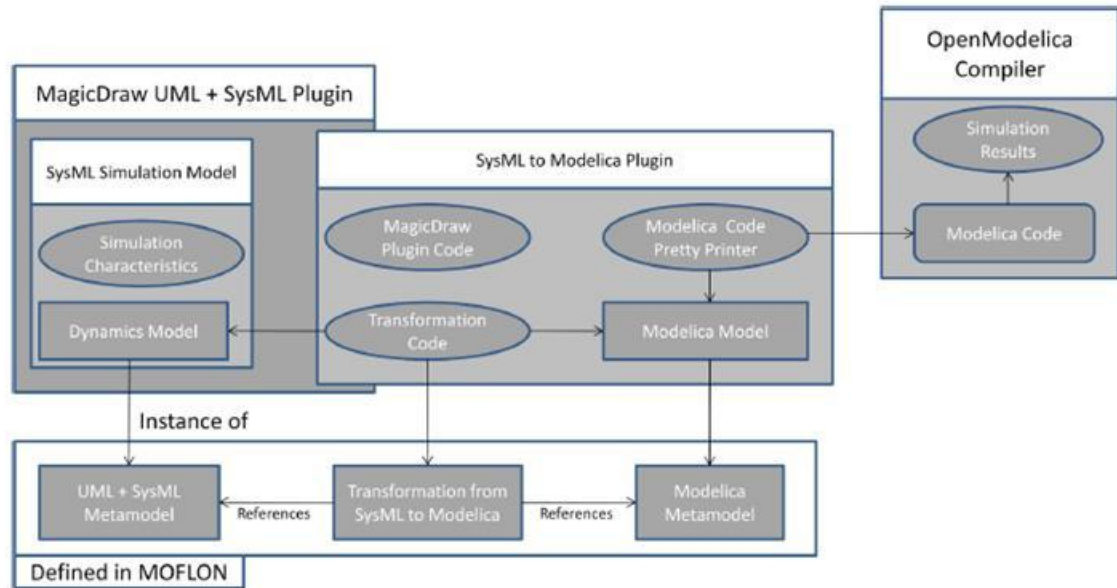 OpenModelica
Compiler
MagicDraw UML + SysML Plugin
Simulation
Results
SysML Simulation Model
SysML to Modelica Plugin
Simulation
Characteristics
MagicDraw
Plugin Code
Modelica Code
Pretty Printer
Modelica Code
Dynamics Model
Transformation
Code
Modelica Model
Instance of
UML + SysML
Metamodel
References
Transformation from
SysML to Modelica
References
Modelica
Metamodel
Defined in MOFLON